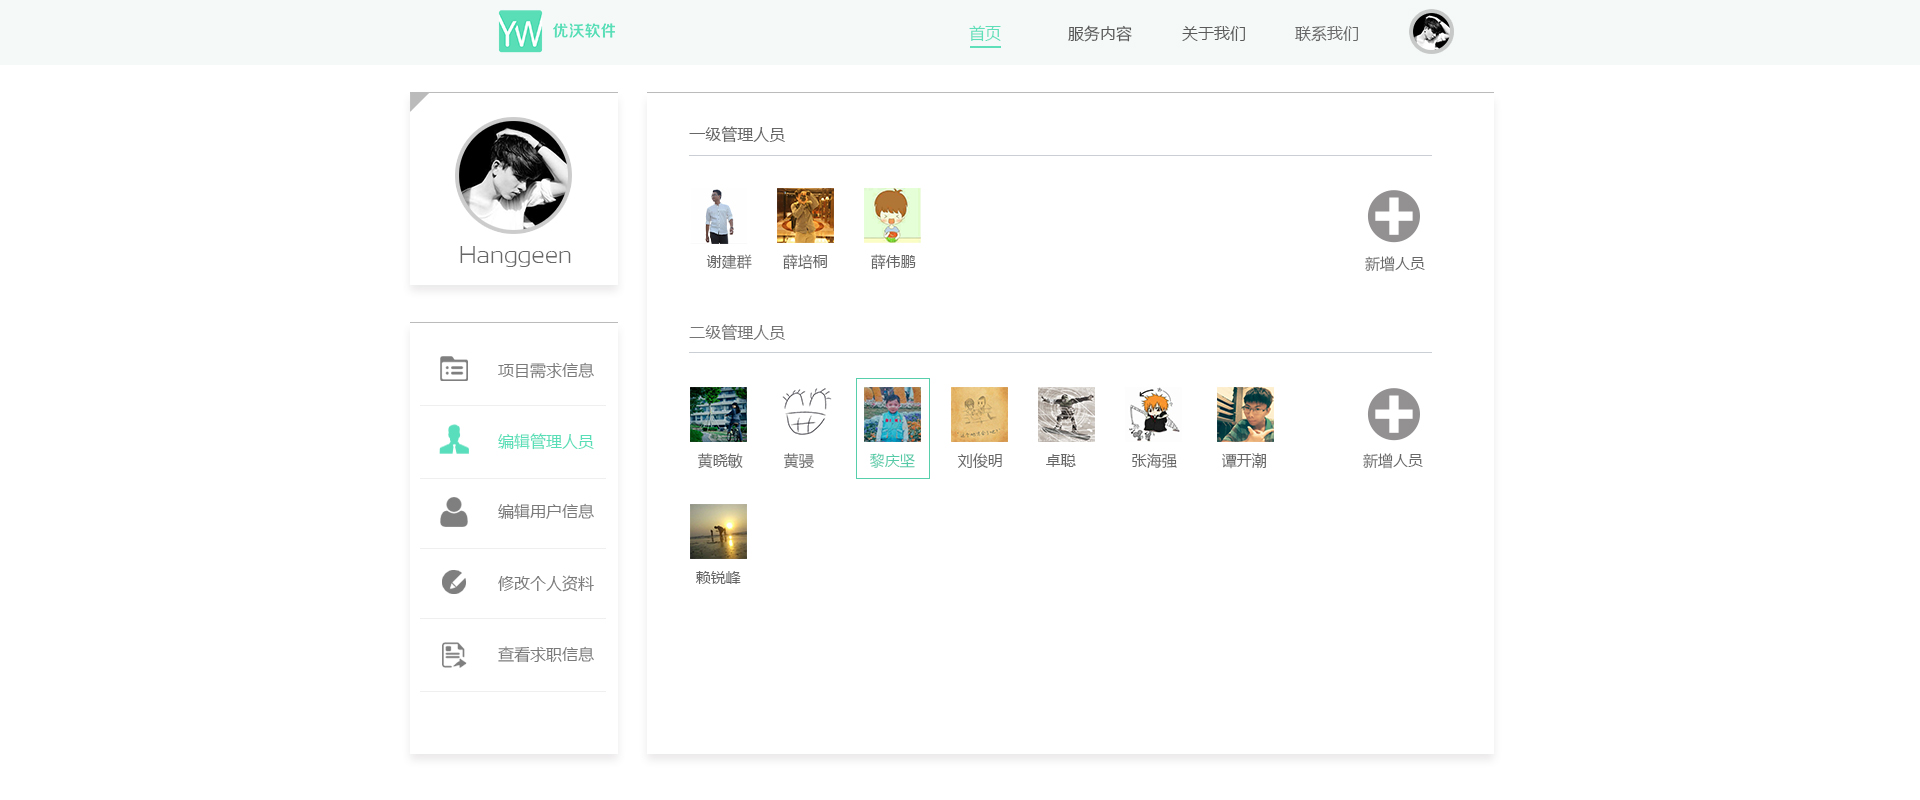 YW 优沃软件
首页 服务内容 关于我们 联系我们
Hanggeen
项目需求信息
编辑管理人员
编辑用户信息
修改个人资料
查看求职信息
一级管理人员
谢建群 薛培桐 薛伟鹏 新增人员
二级管理人员
黄晓敏 黄骎 黎庆坚 刘俊明 卓聪 张海强 谭开潮 新增人员
赖锐峰